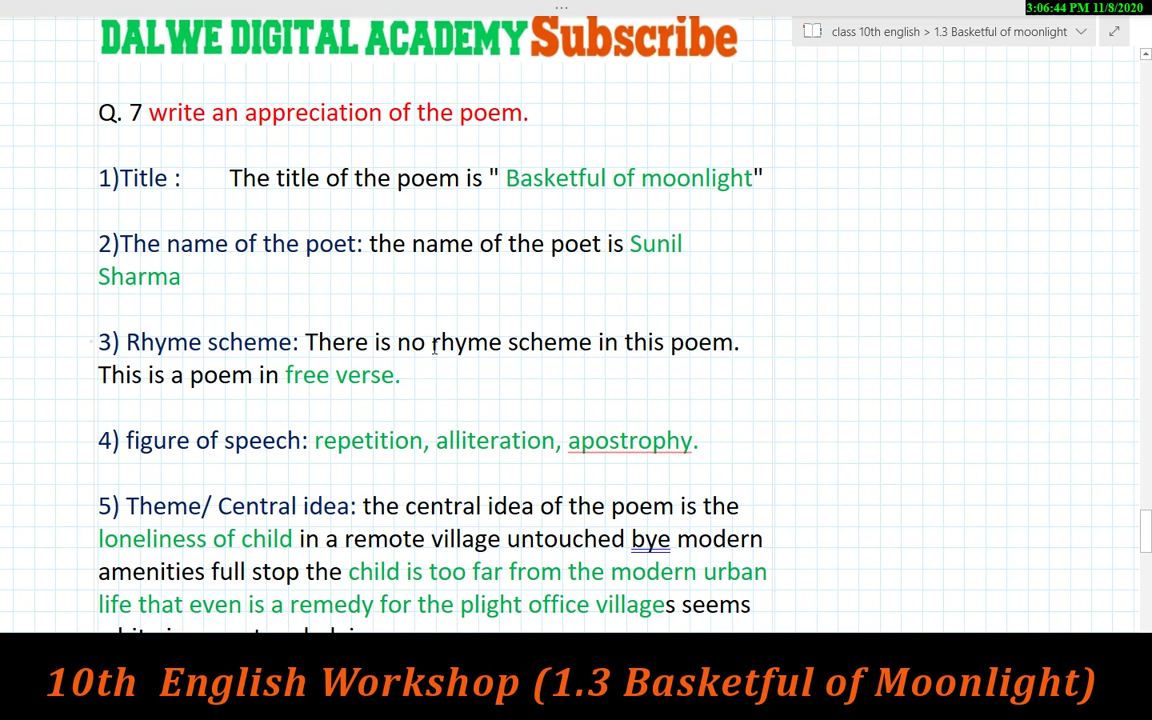 3:06:44 PM 11/8/2020
DALWE DIGITAL ACADEMY Subscribe
class 10th english > 1.3 Basketful of moonlight
Q. 7 write an appreciation of the poem.
1)Title : The title of the poem is " Basketful of moonlight"
2)The name of the poet: the name of the poet is Sunil
Sharma
3) Rhyme scheme: There is no rhyme scheme in this poem.
This is a poem in free verse.
4) figure of speech: repetition, alliteration, apostrophy.
5) Theme/ Central idea: the central idea of the poem is the
loneliness of child in a remote village untouched bye modern
amenities full stop the child is too far from the modern urban
life that even is a remedy for the plight office villages seems
10th English Workshop (1.3 Basketful of Moonlight)